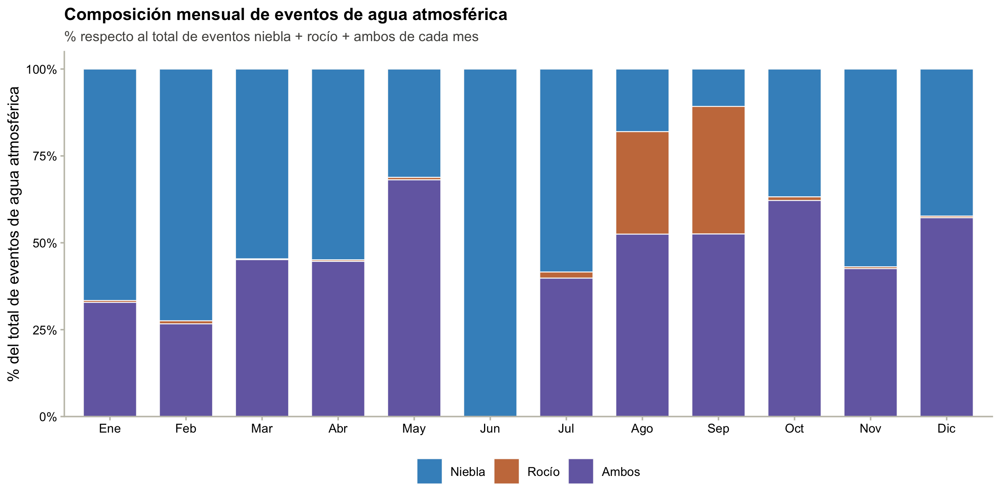 Composición mensual de eventos de agua atmosférica
% respecto al total de eventos niebla + rocío + ambos de cada mes
% del total de eventos de agua atmosférica
100%
75%
50%
25%
0%
Ene Feb Mar Abr May Jun Jul Ago Sep Oct Nov Dic
Niebla Rocío Ambos